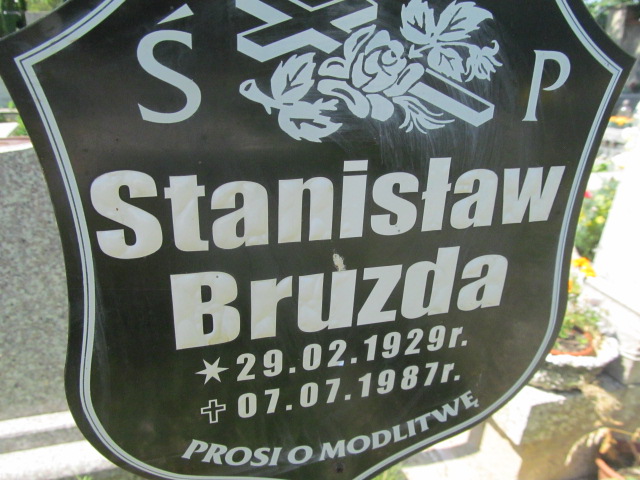 Ś P
Stanisław
Bruzda
29.02.1929r.
07.07.1987r.
PROSI O MODLITWĘ